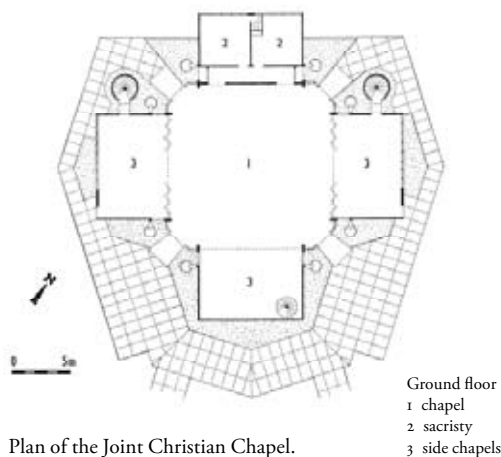 2 2
3 1 3
3
N
0 5m
Ground floor
1 chapel
2 sacristy
3 side chapels
Plan of the Joint Christian Chapel.